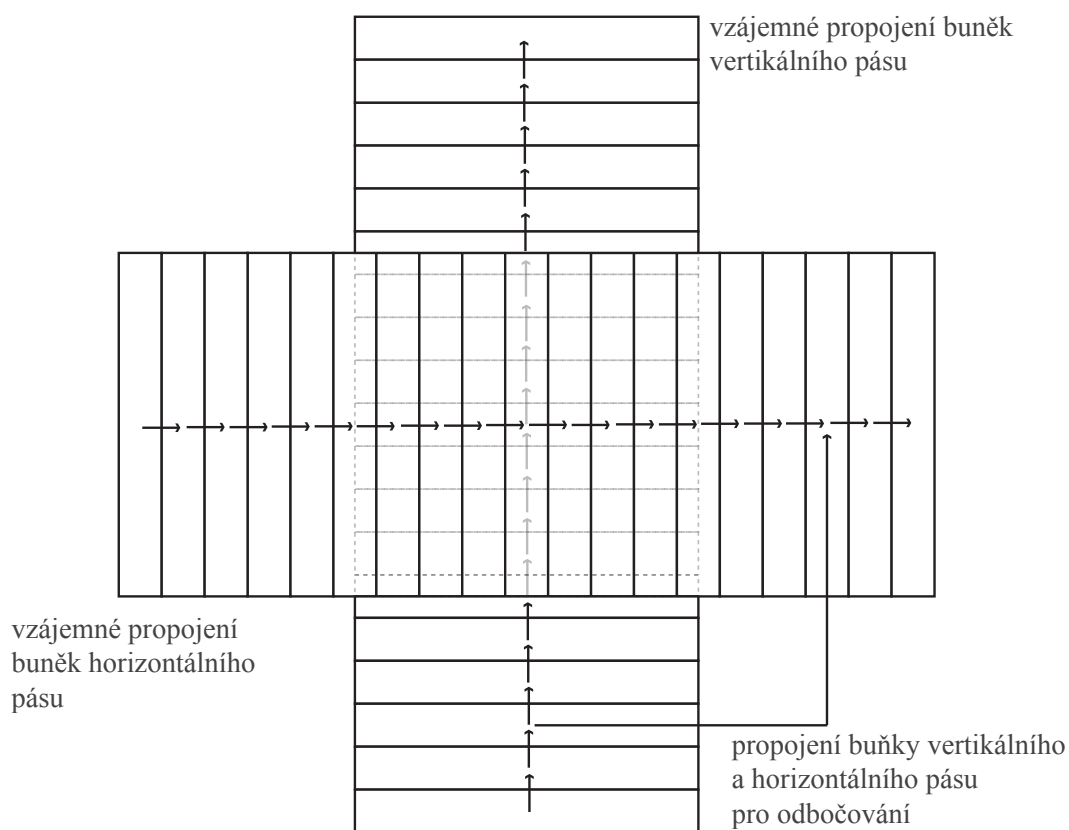 vzájemné propojení buněk
vertikálního pásu
vzájemné propojení
buněk horizontálního
pásu
propojení buňky vertikálního
a horizontálního pásu
pro odbočování